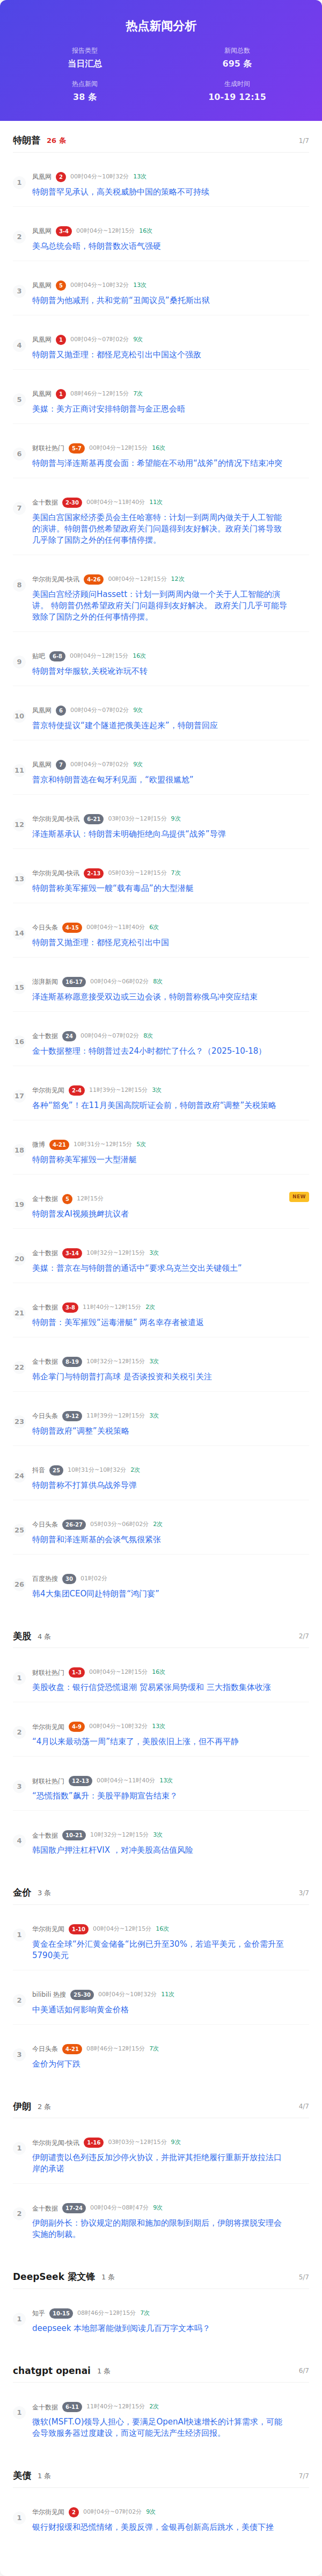 热点新闻分析
报告类型
当日汇总
新闻总数
695 条
热点新闻
38 条
生成时间
10-19 12:15
特朗普 26 条 1/7
1 凤凰网 2 00时04分~10时32分 13次
特朗普罕见承认，高关税威胁中国的策略不可持续
2 凤凰网 3-4 00时04分~12时15分 16次
美乌总统会晤，特朗普数次语气强硬
3 凤凰网 5 00时04分~10时32分 13次
特朗普为他减刑，共和党前“丑闻议员”桑托斯出狱
4 凤凰网 1 00时04分~07时02分 9次
特朗普又抛歪理：都怪尼克松引出中国这个强敌
5 凤凰网 1 08时46分~12时15分 7次
美媒：美方正商讨安排特朗普与金正恩会晤
6 财联社热门 5-7 00时04分~12时15分 16次
特朗普与泽连斯基再度会面：希望能在不动用“战斧”的情况下结束冲突
7 金十数据 2-30 00时04分~11时40分 11次
美国白宫国家经济委员会主任哈塞特：计划一到两周内做一个关于人工智能
的演讲。特朗普仍然希望政府关门问题得到友好解决。政府关门将导致
几乎除了国防之外的任何事情停摆。
8 华尔街见闻-快讯 4-26 00时04分~12时15分 12次
美国白宫经济顾问Hassett：计划一到两周内做一个关于人工智能的演
讲。 特朗普仍然希望政府关门问题得到友好解决。 政府关门几乎可能导
致除了国防之外的任何事情停摆。
9 贴吧 6-8 00时04分~12时15分 16次
特朗普对华服软,关税讹诈玩不转
10 凤凰网 6 00时04分~07时02分 9次
普京特使提议“建个隧道把俄美连起来”，特朗普回应
11 凤凰网 7 00时04分~07时02分 9次
普京和特朗普选在匈牙利见面，“欧盟很尴尬”
12 华尔街见闻-快讯 6-21 03时03分~12时15分 9次
泽连斯基承认：特朗普未明确拒绝向乌提供“战斧”导弹
13 华尔街见闻-快讯 2-13 05时03分~12时15分 7次
特朗普称美军摧毁一艘“载有毒品”的大型潜艇
14 今日头条 4-15 00时04分~11时40分 6次
特朗普又抛歪理：都怪尼克松引出中国
15 澎湃新闻 16-17 00时04分~06时02分 8次
泽连斯基称愿意接受双边或三边会谈，特朗普称俄乌冲突应结束
16 金十数据 24 00时04分~07时02分 8次
金十数据整理：特朗普过去24小时都忙了什么？（2025-10-18）
17 华尔街见闻 2-4 11时39分~12时15分 3次
各种“豁免”！在11月美国高院听证会前，特朗普政府“调整”关税策略
18 微博 4-21 10时31分~12时15分 5次
特朗普称美军摧毁一大型潜艇
19 金十数据 5 12时15分 NEW
特朗普发AI视频挑衅抗议者
20 金十数据 3-14 10时32分~12时15分 3次
美媒：普京在与特朗普的通话中“要求乌克兰交出关键领土”
21 金十数据 3-8 11时40分~12时15分 2次
特朗普：美军摧毁“运毒潜艇” 两名幸存者被遣返
22 金十数据 8-19 10时32分~12时15分 3次
韩企掌门与特朗普打高球 是否谈投资和关税引关注
23 今日头条 9-12 11时39分~12时15分 3次
特朗普政府“调整”关税策略
24 抖音 25 10时31分~10时32分 2次
特朗普称不打算供乌战斧导弹
25 今日头条 26-27 05时03分~06时02分 2次
特朗普和泽连斯基的会谈气氛很紧张
26 百度热搜 30 01时02分
韩4大集团CEO同赴特朗普“鸿门宴”
美股 4 条 2/7
1 财联社热门 1-3 00时04分~12时15分 16次
美股收盘：银行信贷恐慌退潮 贸易紧张局势缓和 三大指数集体收涨
2 华尔街见闻 4-9 00时04分~10时32分 13次
“4月以来最动荡一周”结束了，美股依旧上涨，但不再平静
3 财联社热门 12-13 00时04分~11时40分 13次
“恐慌指数”飙升：美股平静期宣告结束？
4 金十数据 10-21 10时32分~12时15分 3次
韩国散户押注杠杆VIX ，对冲美股高估值风险
金价 3 条 3/7
1 华尔街见闻 1-10 00时04分~12时15分 16次
黄金在全球“外汇黄金储备”比例已升至30%，若追平美元，金价需升至
5790美元
2 bilibili 热搜 25-30 00时04分~10时32分 11次
中美通话如何影响黄金价格
3 今日头条 4-21 08时46分~12时15分 7次
金价为何下跌
伊朗 2 条 4/7
1 华尔街见闻-快讯 1-16 03时03分~12时15分 9次
伊朗谴责以色列违反加沙停火协议，并批评其拒绝履行重新开放拉法口
岸的承诺
2 金十数据 17-24 00时04分~08时47分 9次
伊朗副外长：协议规定的期限和施加的限制到期后，伊朗将摆脱安理会
实施的制裁。
DeepSeek 梁文锋 1 条 5/7
1 知乎 10-15 08时46分~12时15分 7次
deepseek 本地部署能做到阅读几百万字文本吗？
chatgpt openai 1 条 6/7
1 金十数据 6-11 11时40分~12时15分 2次
微软(MSFT.O)领导人担心，要满足OpenAI快速增长的计算需求，可能
会导致服务器过度建设，而这可能无法产生经济回报。
美债 1 条 7/7
1 华尔街见闻 2 00时04分~07时02分 9次
银行财报缓和恐慌情绪，美股反弹，金银再创新高后跳水，美债下挫